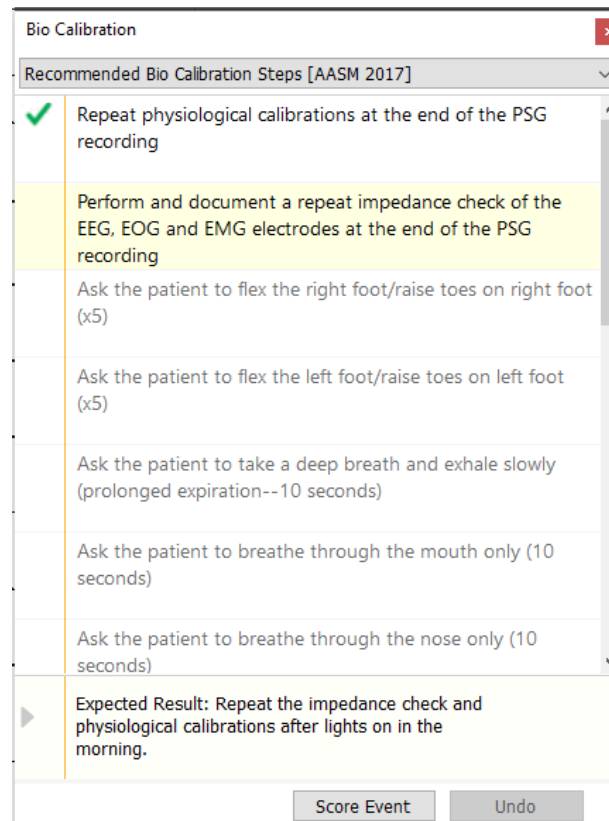 Bio Calibration
Recommended Bio Calibration Steps [AASM 2017]
Repeat physiological calibrations at the end of the PSG
recording
Perform and document a repeat impedance check of the
EEG, EOG and EMG electrodes at the end of the PSG
recording
Ask the patient to flex the right foot/raise toes on right foot
(x5)
Ask the patient to flex the left foot/raise toes on left foot
(x5)
Ask the patient to take a deep breath and exhale slowly
(prolonged expiration--10 seconds)
Ask the patient to breathe through the mouth only (10
seconds)
Ask the patient to breathe through the nose only (10
seconds)
Expected Result: Repeat the impedance check and
physiological calibrations after lights on in the
morning.
Score Event
Undo